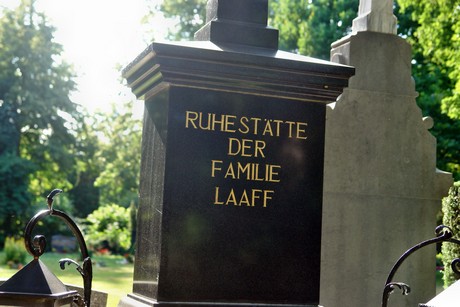 RUHESTÄTTE
DER
FAMILIE
LAAFF